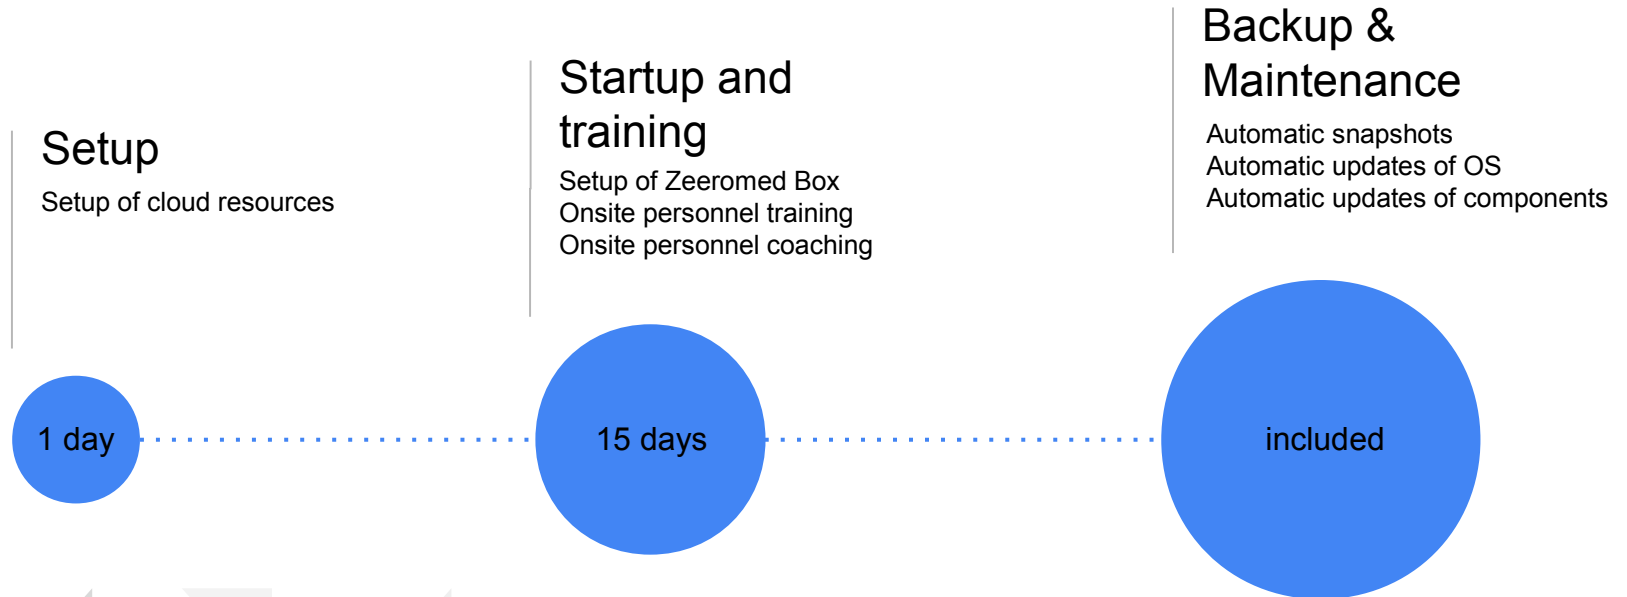 Setup
Setup of cloud resources
1 day
Startup and
training
Setup of Zeeromed Box
Onsite personnel training
Onsite personnel coaching
15 days
Backup &
Maintenance
Automatic snapshots
Automatic updates of OS
Automatic updates of components
included